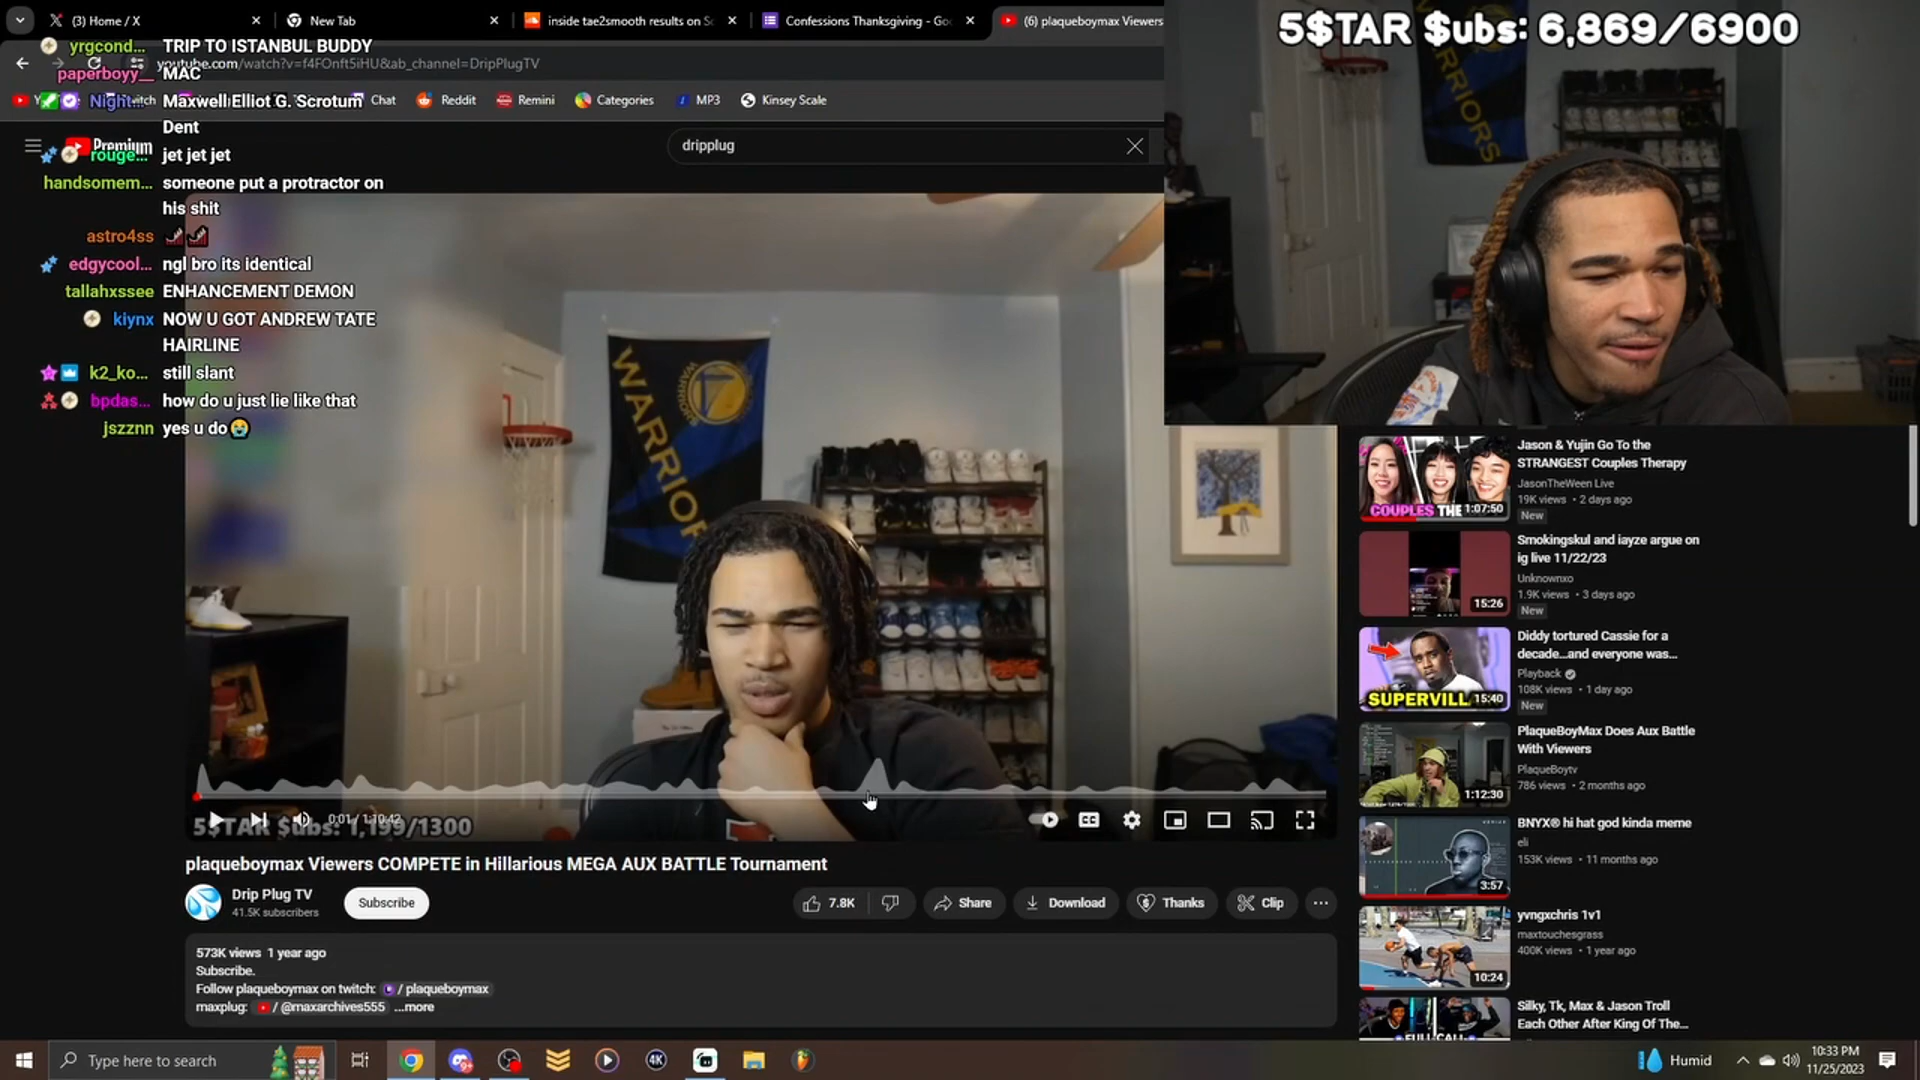 (3) Home / X
New Tab
inside tae2smooth results on S
Confessions Thanksgiving - Goo
(6) plaqueboymax Viewers
5$TAR $ubs: 6,869/6900
youtube.com/watch?v=f4FOnft5iHU&ab_channel=DripPlugTV
Chat
Reddit
Remini
Categories
MP3
Kinsey Scale
Premium
dripplug
yrgcond... TRIP TO ISTANBUL BUDDY
paperboyy__ MAC
Night... Maxwell Elliot G. Scrotum
Dent
rouge... jet jet jet
handsomem... someone put a protractor on
his shit
astro4ss
edgycool... ngl bro its identical
tallahxssee ENHANCEMENT DEMON
kiynx NOW U GOT ANDREW TATE
HAIRLINE
k2_ko... still slant
bpdas... how do u just lie like that
jszznn yes u do
WARRIORS
WARRIOR
0:01 / 1:10:42
5$TAR $ubs: 1,199/1300
plaqueboymax Viewers COMPETE in Hillarious MEGA AUX BATTLE Tournament
Drip Plug TV
41.5K subscribers
Subscribe
7.8K
Share
Download
Thanks
Clip
573K views 1 year ago
Subscribe.
Follow plaqueboymax on twitch: / plaqueboymax
maxplug: / @maxarchives555 ...more
COUPLES THE
1:07:50
Jason & Yujin Go To the
STRANGEST Couples Therapy
JasonTheWeen Live
19K views • 2 days ago
New
15:26
Smokingskul and iayze argue on
ig live 11/22/23
Unknownxo
1.9K views • 3 days ago
New
SUPERVILL
15:40
Diddy tortured Cassie for a
decade...and everyone was...
Playback
108K views • 1 day ago
New
1:12:30
PlaqueBoyMax Does Aux Battle
With Viewers
PlaqueBoytv
786 views • 2 months ago
3:57
BNYX® hi hat god kinda meme
eli
153K views • 11 months ago
10:24
yvngxchris 1v1
maxtouchesgrass
400K views • 1 year ago
FULL CALL
Silky, Tk, Max & Jason Troll
Each Other After King Of The...
Type here to search
Humid
10:33 PM
11/25/2023